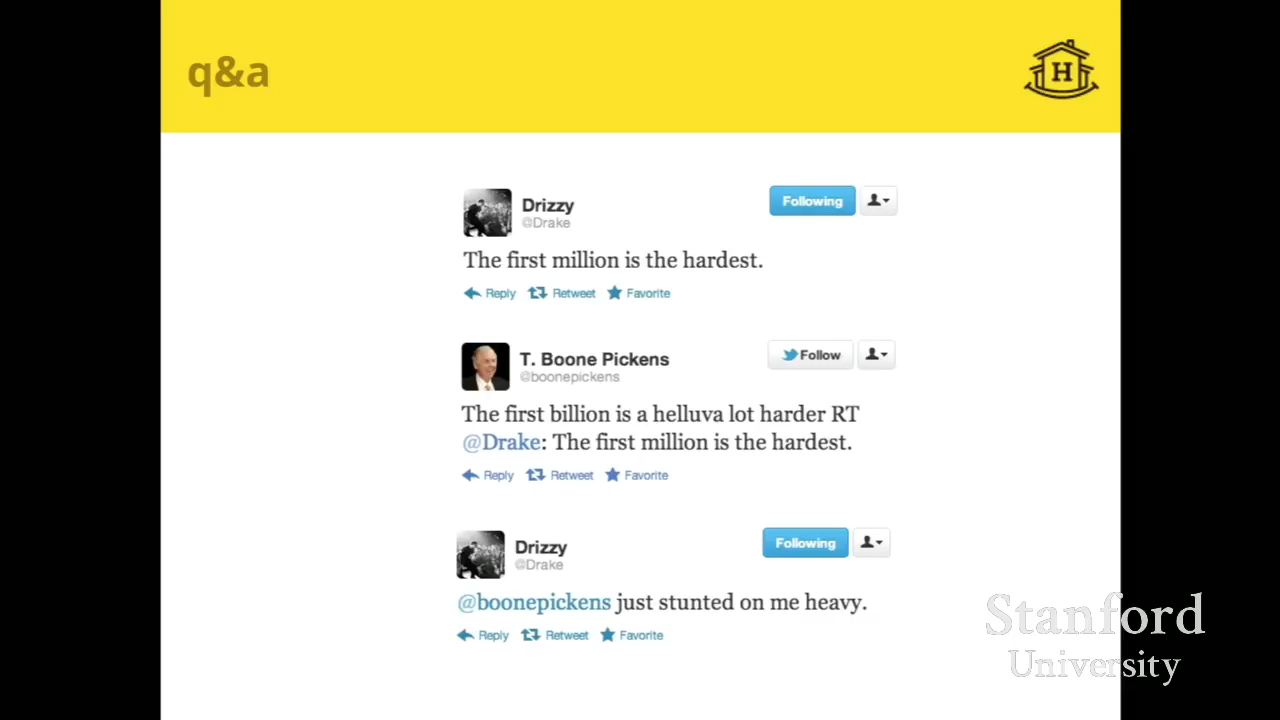 q&a
H
Drizzy
Following
@Drake
The first million is the hardest.
Reply Retweet Favorite
T. Boone Pickens
Follow
@boonepickens
The first billion is a helluva lot harder RT
@Drake: The first million is the hardest.
Reply Retweet Favorite
Drizzy
Following
@Drake
@boonepickens just stunted on me heavy.
Reply Retweet Favorite
Stanford
University